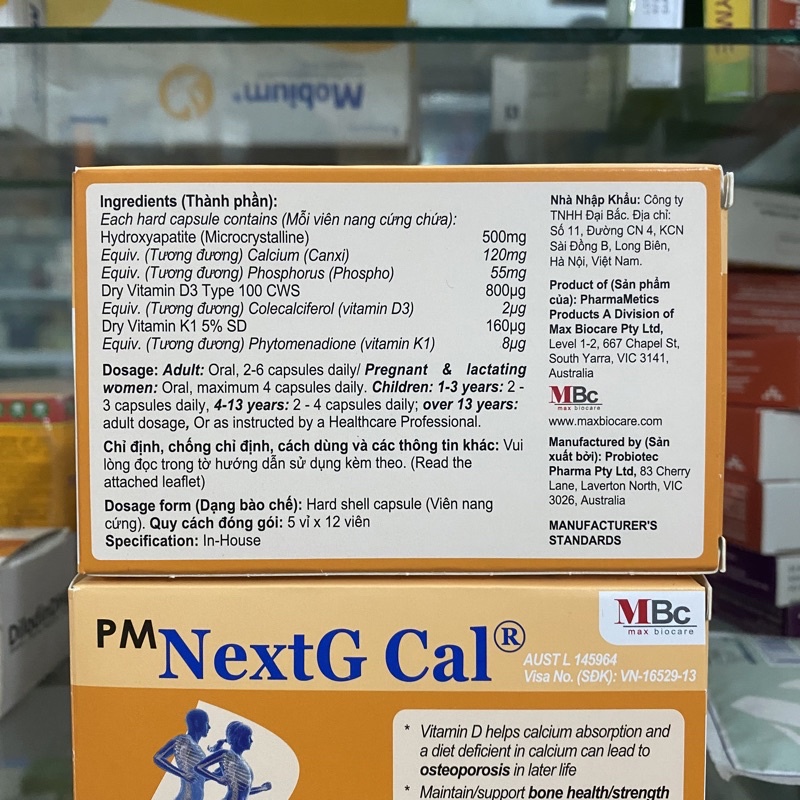 Mobium
Ingredients (Thành phần):
Each hard capsule contains (Mỗi viên nang cứng chứa):
Hydroxyapatite (Microcrystalline) 500mg
Equiv. (Tương đương) Calcium (Canxi) 120mg
Equiv. (Tương đương) Phosphorus (Phospho) 55mg
Dry Vitamin D3 Type 100 CWS 800µg
Equiv. (Tương đương) Colecalciferol (vitamin D3) 2µg
Dry Vitamin K1 5% SD 160µg
Equiv. (Tương đương) Phytomenadione (vitamin K1) 8µg
Dosage: Adult: Oral, 2-6 capsules daily/ Pregnant & lactating
women: Oral, maximum 4 capsules daily. Children: 1-3 years: 2 -
3 capsules daily, 4-13 years: 2 - 4 capsules daily; over 13 years:
adult dosage, Or as instructed by a Healthcare Professional.
Chỉ định, chống chỉ định, cách dùng và các thông tin khác: Vui
lòng đọc trong tờ hướng dẫn sử dụng kèm theo. (Read the
attached leaflet)
Dosage form (Dạng bào chế): Hard shell capsule (Viên nang
cứng). Quy cách đóng gói: 5 vỉ x 12 viên
Specification: In-House
Nhà Nhập Khẩu: Công ty
TNHH Đại Bắc. Địa chỉ:
Số 11, Đường CN 4, KCN
Sài Đồng B, Long Biên,
Hà Nội, Việt Nam.
Product of (Sản phẩm
của): PharmaMetics
Products A Division of
Max Biocare Pty Ltd,
Level 1-2, 667 Chapel St,
South Yarra, VIC 3141,
Australia
MBc
max biocare
www.maxbiocare.com
Manufactured by (Sản
xuất bởi): Probiotec
Pharma Pty Ltd, 83 Cherry
Lane, Laverton North, VIC
3026, Australia
MANUFACTURER'S
STANDARDS
PM NextG Cal®
MBc
max biocare
AUST L 145964
Visa No. (SĐK): VN-16529-13
* Vitamin D helps calcium absorption and
a diet deficient in calcium can lead to
osteoporosis in later life
* Maintain/support bone health/strength